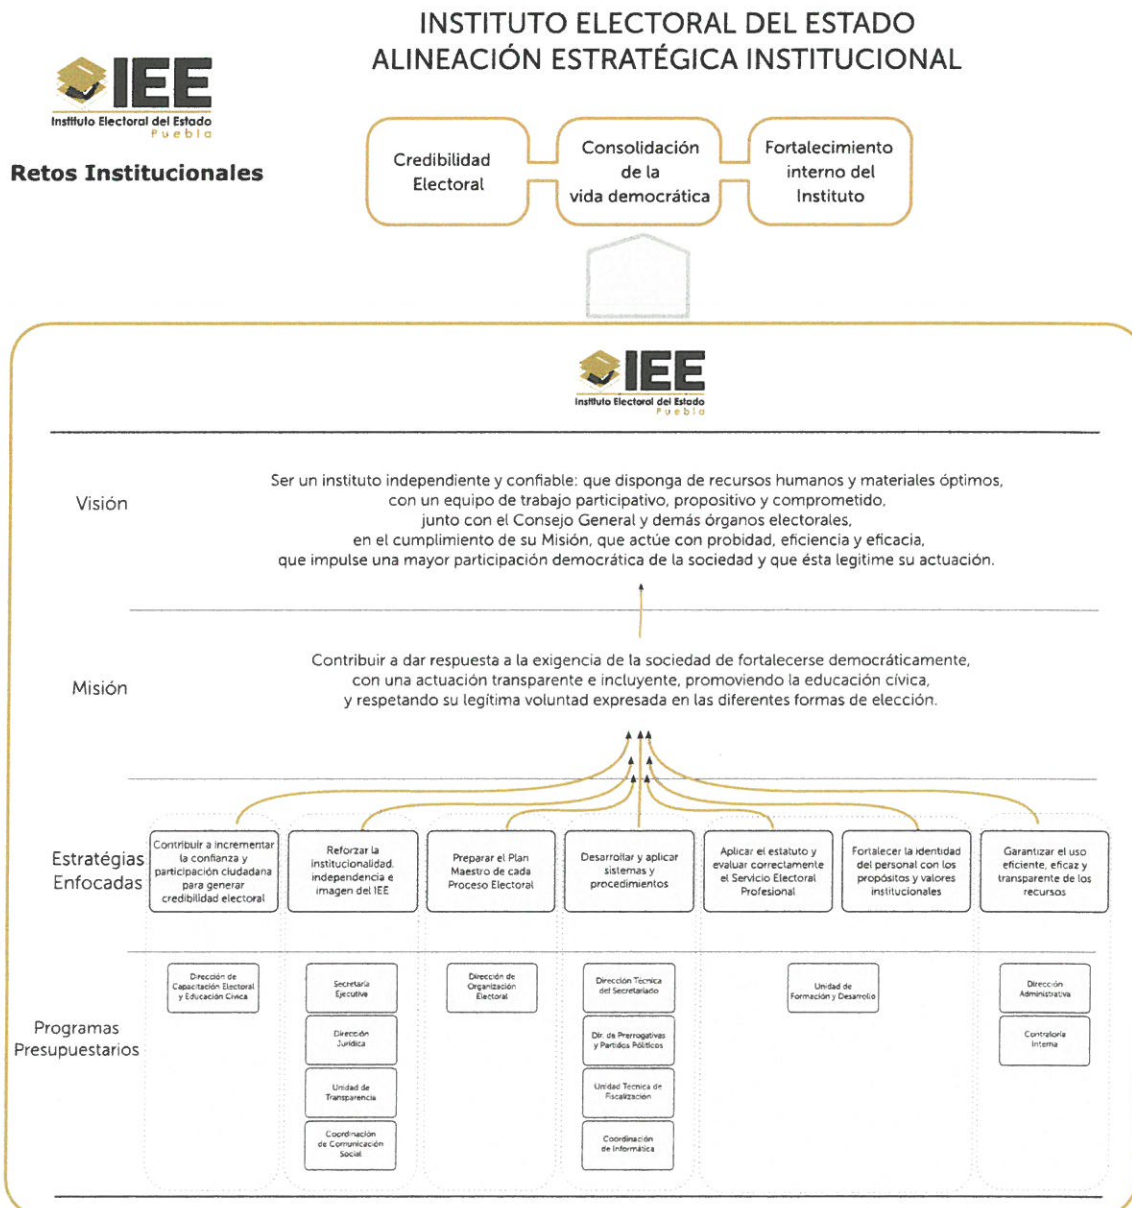 INSTITUTO ELECTORAL DEL ESTADO
ALINEACIÓN ESTRATÉGICA INSTITUCIONAL
IEE
Instituto Electoral del Estado
Puebla
Retos Institucionales
Credibilidad
Electoral
Consolidación
de la
vida democrática
Fortalecimiento
interno del
Instituto
IEE
Instituto Electoral del Estado
Puebla
Visión
Ser un instituto independiente y confiable: que disponga de recursos humanos y materiales óptimos,
con un equipo de trabajo participativo, propositivo y comprometido,
junto con el Consejo General y demás órganos electorales,
en el cumplimiento de su Misión, que actúe con probidad, eficiencia y eficacia,
que impulse una mayor participación democrática de la sociedad y que ésta legitime su actuación.
Misión
Contribuir a dar respuesta a la exigencia de la sociedad de fortalecerse democráticamente,
con una actuación transparente e incluyente, promoviendo la educación cívica,
y respetando su legítima voluntad expresada en las diferentes formas de elección.
Estratégias
Enfocadas
Contribuir a incrementar
la confianza y
participación ciudadana
para generar
credibilidad electoral
Reforzar la
institucionalidad,
independencia e
imagen del IEE
Preparar el Plan
Maestro de cada
Proceso Electoral
Desarrollar y aplicar
sistemas y
procedimientos
Aplicar el estatuto y
evaluar correctamente
el Servicio Electoral
Profesional
Fortalecer la identidad
del personal con los
propósitos y valores
institucionales
Garantizar el uso
eficiente, eficaz y
transparente de los
recursos
Programas
Presupuestarios
Dirección de
Capacitación Electoral
y Educación Cívica
Secretaría
Ejecutiva
Dirección
Jurídica
Unidad de
Transparencia
Coordinación
de Comunicación
Social
Dirección de
Organización
Electoral
Dirección Técnica
del Secretariado
Dir. de Prerrogativas
y Partidos Políticos
Unidad Técnica de
Fiscalización
Coordinación
de Informática
Unidad de
Formación y Desarrollo
Dirección
Administrativa
Contraloría
Interna